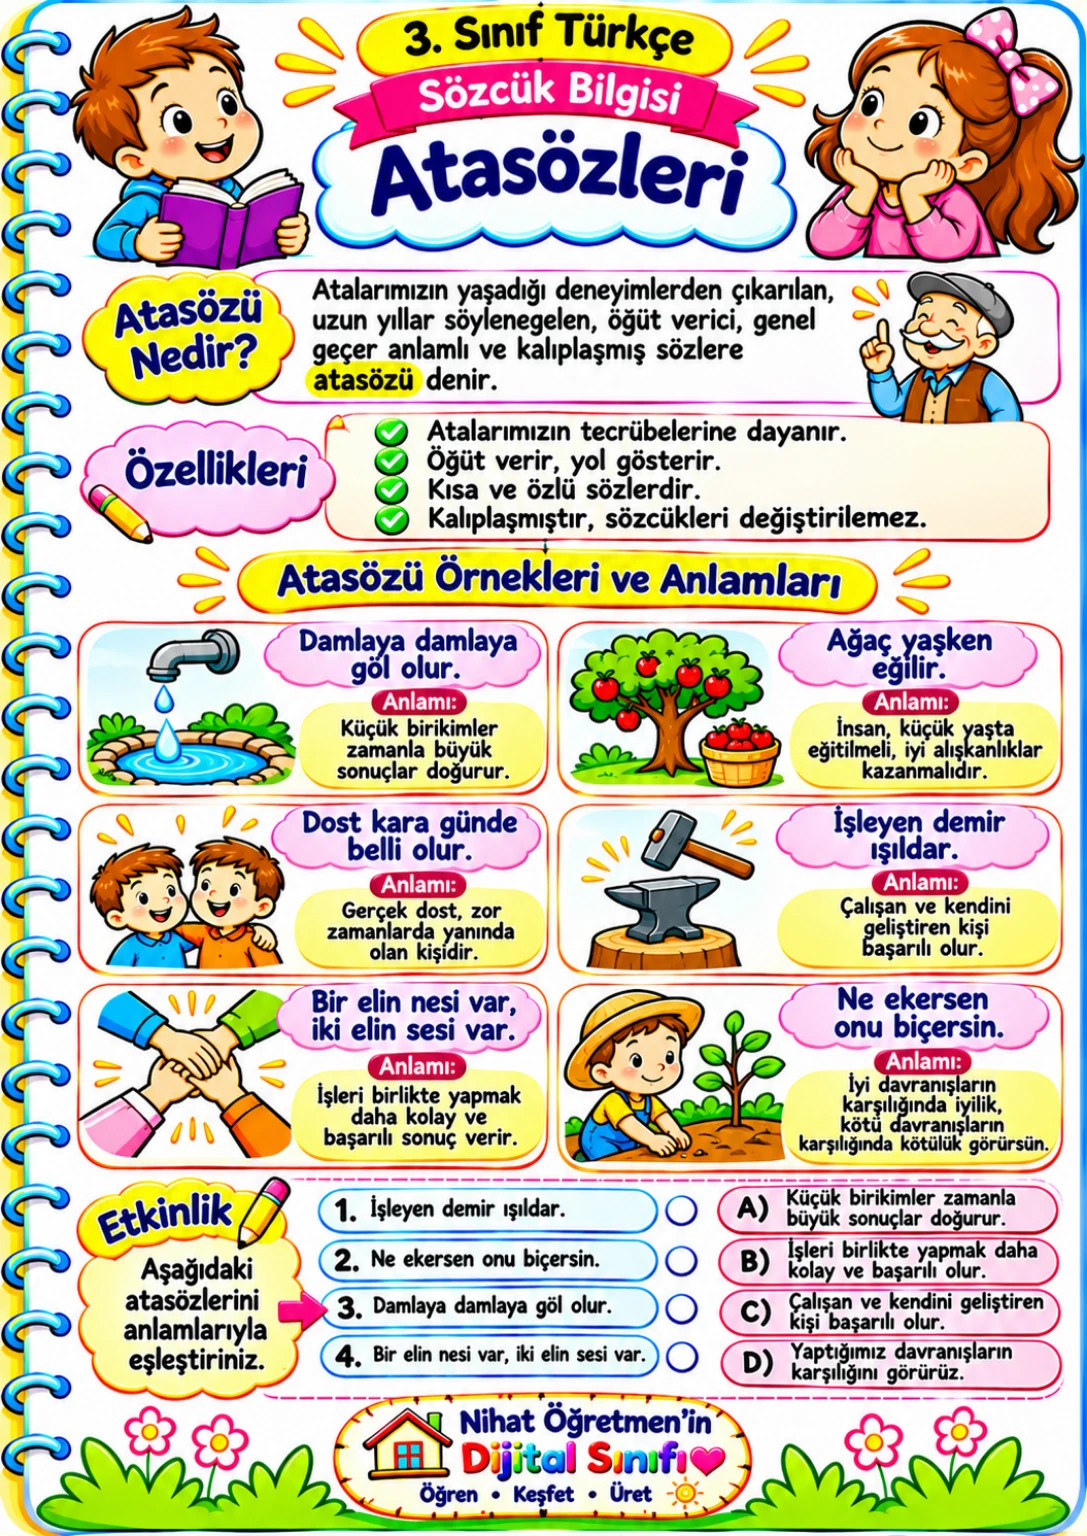 3. Sınıf Türkçe
Sözcük Bilgisi
Atasözleri
Atasözü
Nedir?
Atalarımızın yaşadığı deneyimlerden çıkarılan,
uzun yıllar söylenegelen, öğüt verici, genel
geçer anlamlı ve kalıplaşmış sözlere
atasözü denir.
Özellikleri
Atalarımızın tecrübelerine dayanır.
Öğüt verir, yol gösterir.
Kısa ve özlü sözlerdir.
Kalıplaşmıştır, sözcükleri değiştirilemez.
Atasözü Örnekleri ve Anlamları
Damlaya damlaya
göl olur.
Anlamı:
Küçük birikimler
zamanla büyük
sonuçlar doğurur.
Ağaç yaşken
eğilir.
Anlamı:
İnsan, küçük yaşta
eğitilmeli, iyi alışkanlıklar
kazanmalıdır.
Dost kara günde
belli olur.
Anlamı:
Gerçek dost, zor
zamanlarda yanında
olan kişidir.
İşleyen demir
ışıldar.
Anlamı:
Çalışan ve kendini
geliştiren kişi
başarılı olur.
Bir elin nesi var,
iki elin sesi var.
Anlamı:
İşleri birlikte yapmak
daha kolay ve
başarılı sonuç verir.
Ne ekersen
onu biçersin.
Anlamı:
İyi davranışların
karşılığında iyilik,
kötü davranışların
karşılığında kötülük görürsün.
Etkinlik
Aşağıdaki
atasözlerini
anlamlarıyla
eşleştiriniz.
1. İşleyen demir ışıldar.
2. Ne ekersen onu biçersin.
3. Damlaya damlaya göl olur.
4. Bir elin nesi var, iki elin sesi var.
A) Küçük birikimler zamanla
büyük sonuçlar doğurur.
B) İşleri birlikte yapmak daha
kolay ve başarılı olur.
C) Çalışan ve kendini geliştiren
kişi başarılı olur.
D) Yaptığımız davranışların
karşılığını görürüz.
Nihat Öğretmen'in
Dijital Sınıfı
Öğren • Keşfet • Üret